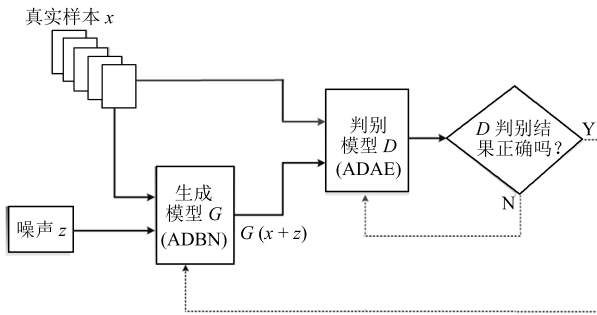 真实样本 x
判别
模型 D
(ADAE)
D 判别结
果正确吗?
Y
N
生成
模型 G
(ADBN)
G (x + z)
噪声 z